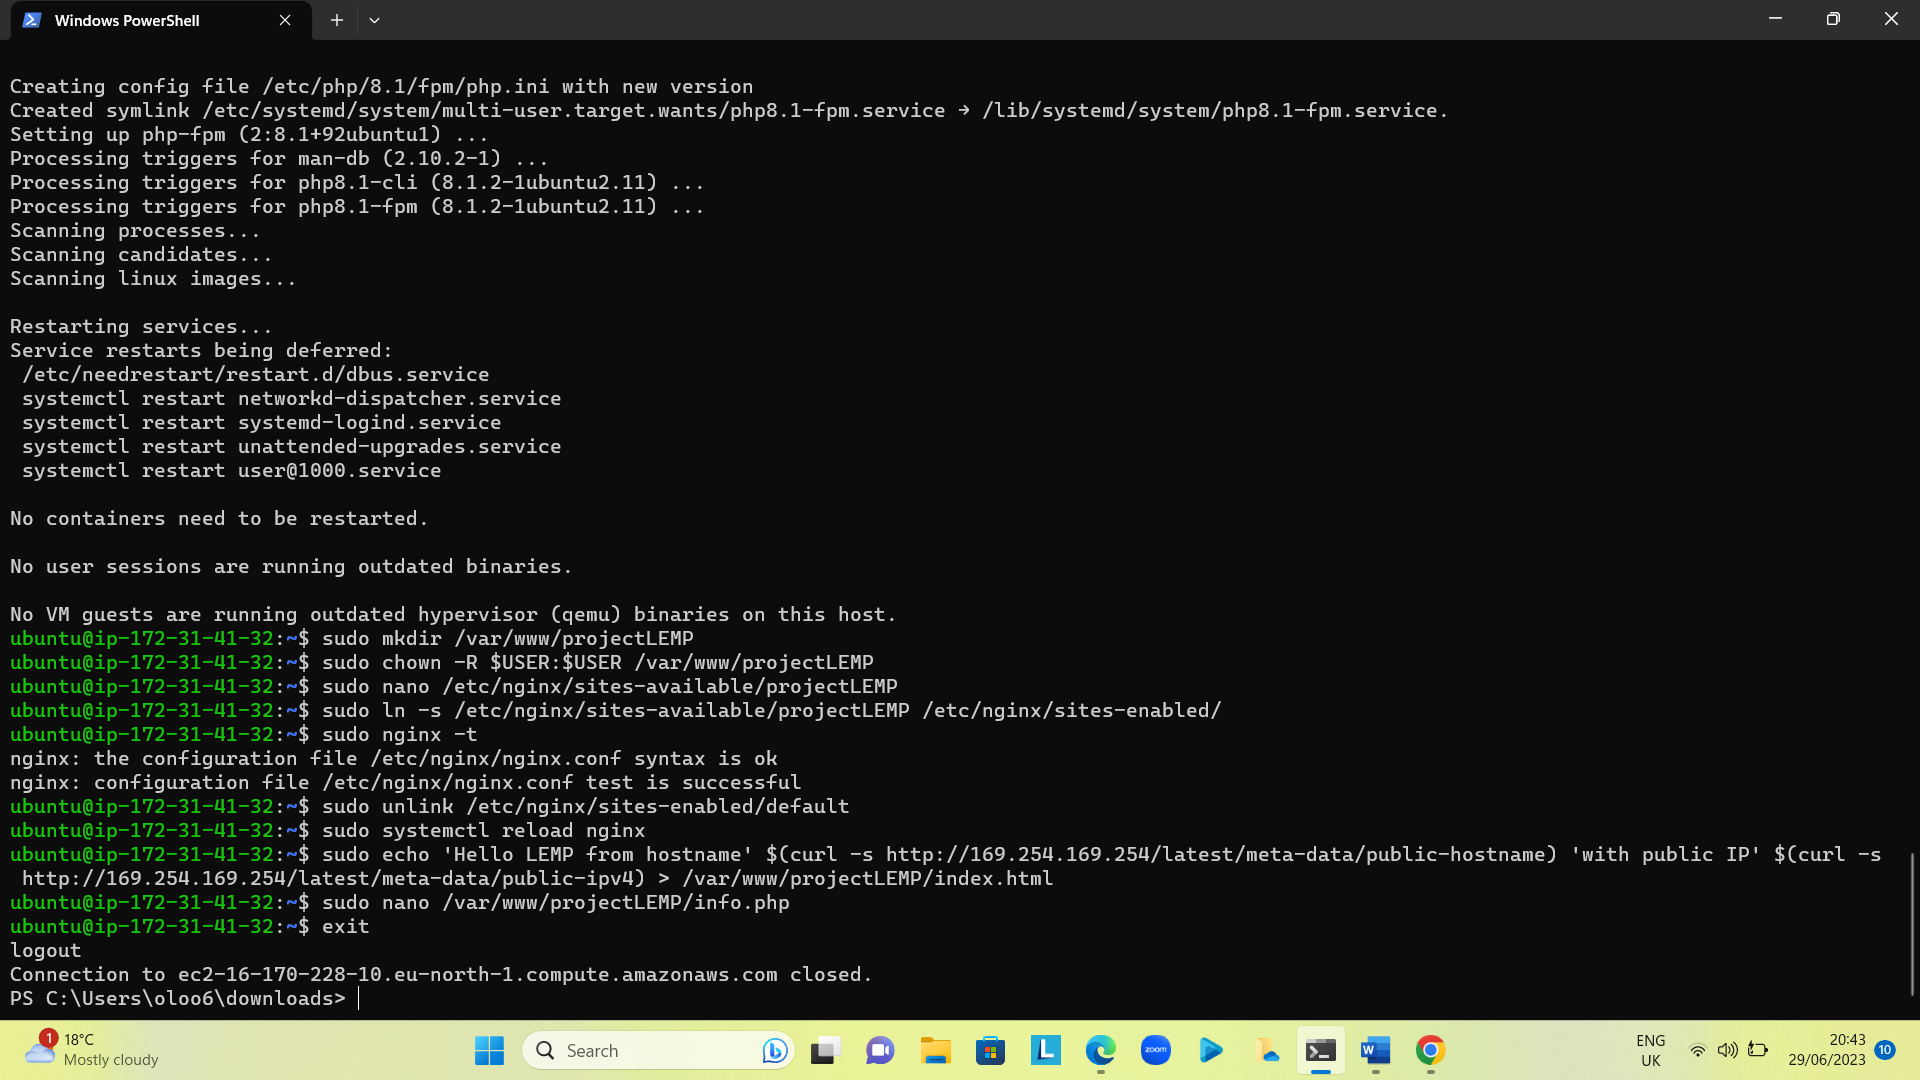 Windows PowerShell
Creating config file /etc/php/8.1/fpm/php.ini with new version
Created symlink /etc/systemd/system/multi-user.target.wants/php8.1-fpm.service → /lib/systemd/system/php8.1-fpm.service.
Setting up php-fpm (2:8.1+92ubuntu1) ...
Processing triggers for man-db (2.10.2-1) ...
Processing triggers for php8.1-cli (8.1.2-1ubuntu2.11) ...
Processing triggers for php8.1-fpm (8.1.2-1ubuntu2.11) ...
Scanning processes...
Scanning candidates...
Scanning linux images...
Restarting services...
Service restarts being deferred:
 /etc/needrestart/restart.d/dbus.service
 systemctl restart networkd-dispatcher.service
 systemctl restart systemd-logind.service
 systemctl restart unattended-upgrades.service
 systemctl restart user@1000.service
No containers need to be restarted.
No user sessions are running outdated binaries.
No VM guests are running outdated hypervisor (qemu) binaries on this host.
ubuntu@ip-172-31-41-32:~$ sudo mkdir /var/www/projectLEMP
ubuntu@ip-172-31-41-32:~$ sudo chown -R $USER:$USER /var/www/projectLEMP
ubuntu@ip-172-31-41-32:~$ sudo nano /etc/nginx/sites-available/projectLEMP
ubuntu@ip-172-31-41-32:~$ sudo ln -s /etc/nginx/sites-available/projectLEMP /etc/nginx/sites-enabled/
ubuntu@ip-172-31-41-32:~$ sudo nginx -t
nginx: the configuration file /etc/nginx/nginx.conf syntax is ok
nginx: configuration file /etc/nginx/nginx.conf test is successful
ubuntu@ip-172-31-41-32:~$ sudo unlink /etc/nginx/sites-enabled/default
ubuntu@ip-172-31-41-32:~$ sudo systemctl reload nginx
ubuntu@ip-172-31-41-32:~$ sudo echo 'Hello LEMP from hostname' $(curl -s http://169.254.169.254/latest/meta-data/public-hostname) 'with public IP' $(curl -s
 http://169.254.169.254/latest/meta-data/public-ipv4) > /var/www/projectLEMP/index.html
ubuntu@ip-172-31-41-32:~$ sudo nano /var/www/projectLEMP/info.php
ubuntu@ip-172-31-41-32:~$ exit
logout
Connection to ec2-16-170-228-10.eu-north-1.compute.amazonaws.com closed.
PS C:\Users\oloo6\downloads>
1
18°C
Mostly cloudy
Search
L
zoom
W
ENG
UK
20:43
29/06/2023
10